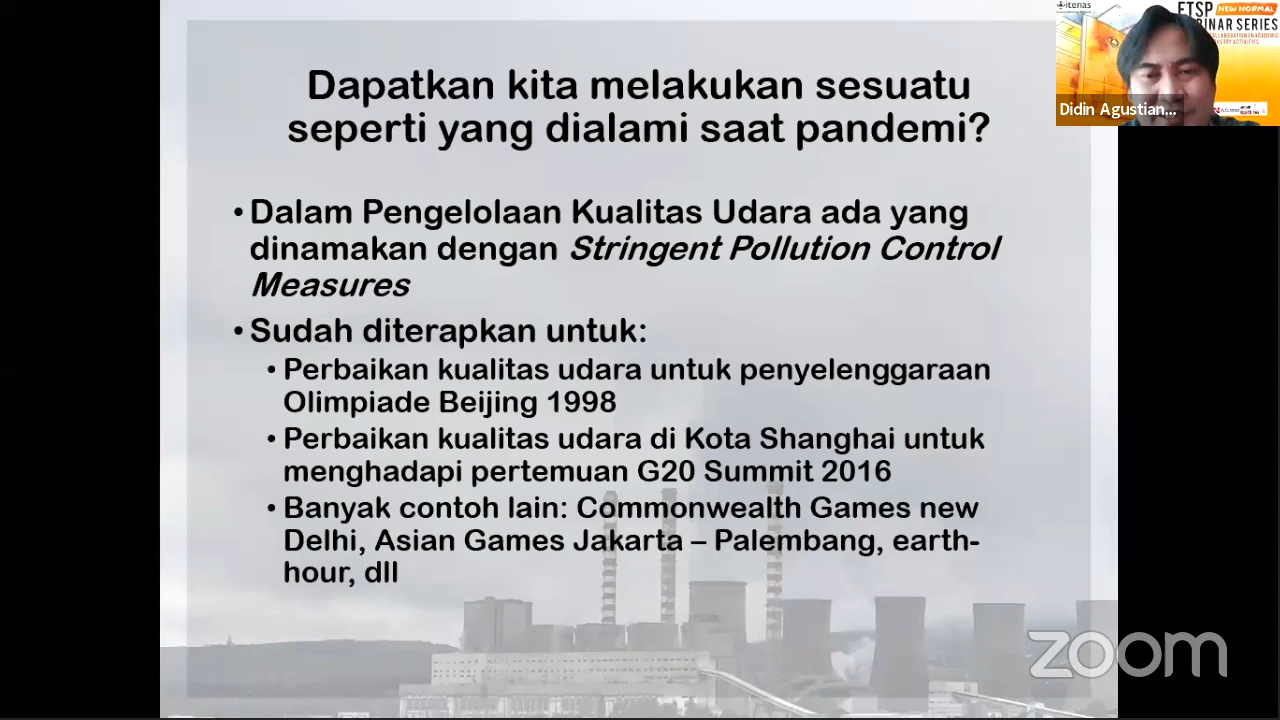 Dapatkan kita melakukan sesuatu
seperti yang dialami saat pandemi?
• Dalam Pengelolaan Kualitas Udara ada yang
dinamakan dengan Stringent Pollution Control
Measures
• Sudah diterapkan untuk:
• Perbaikan kualitas udara untuk penyelenggaraan
Olimpiade Beijing 1998
• Perbaikan kualitas udara di Kota Shanghai untuk
menghadapi pertemuan G20 Summit 2016
• Banyak contoh lain: Commonwealth Games new
Delhi, Asian Games Jakarta – Palembang, earth-
hour, dll
itenas
FTSP NEW NORMAL
SERIES
Didin Agustian...
zoom